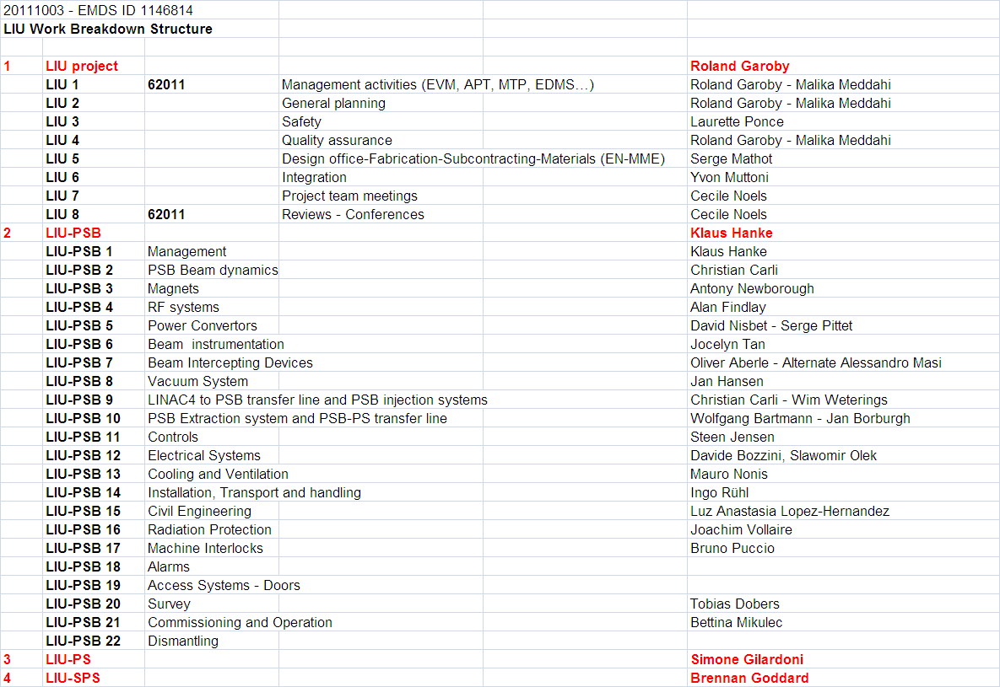 20111003 - EMDS ID 1146814
LIU Work Breakdown Structure
1 LIU project Roland Garoby
LIU 1 62011 Management activities (EVM, APT, MTP, EDMS…) Roland Garoby - Malika Meddahi
LIU 2 General planning Roland Garoby - Malika Meddahi
LIU 3 Safety Laurette Ponce
LIU 4 Quality assurance Roland Garoby - Malika Meddahi
LIU 5 Design office-Fabrication-Subcontracting-Materials (EN-MME) Serge Mathot
LIU 6 Integration Yvon Muttoni
LIU 7 Project team meetings Cecile Noels
LIU 8 62011 Reviews - Conferences Cecile Noels
2 LIU-PSB Klaus Hanke
LIU-PSB 1 Management Klaus Hanke
LIU-PSB 2 PSB Beam dynamics Christian Carli
LIU-PSB 3 Magnets Antony Newborough
LIU-PSB 4 RF systems Alan Findlay
LIU-PSB 5 Power Convertors David Nisbet - Serge Pittet
LIU-PSB 6 Beam  instrumentation Jocelyn Tan
LIU-PSB 7 Beam Intercepting Devices Oliver Aberle - Alternate Alessandro Masi
LIU-PSB 8 Vacuum System Jan Hansen
LIU-PSB 9 LINAC4 to PSB transfer line and PSB injection systems Christian Carli - Wim Weterings
LIU-PSB 10 PSB Extraction system and PSB-PS transfer line Wolfgang Bartmann - Jan Borburgh
LIU-PSB 11 Controls Steen Jensen
LIU-PSB 12 Electrical Systems Davide Bozzini, Slawomir Olek
LIU-PSB 13 Cooling and Ventilation Mauro Nonis
LIU-PSB 14 Installation, Transport and handling Ingo Rühl
LIU-PSB 15 Civil Engineering Luz Anastasia Lopez-Hernandez
LIU-PSB 16 Radiation Protection Joachim Vollaire
LIU-PSB 17 Machine Interlocks Bruno Puccio
LIU-PSB 18 Alarms
LIU-PSB 19 Access Systems - Doors
LIU-PSB 20 Survey Tobias Dobers
LIU-PSB 21 Commissioning and Operation Bettina Mikulec
LIU-PSB 22 Dismantling
3 LIU-PS Simone Gilardoni
4 LIU-SPS Brennan Goddard